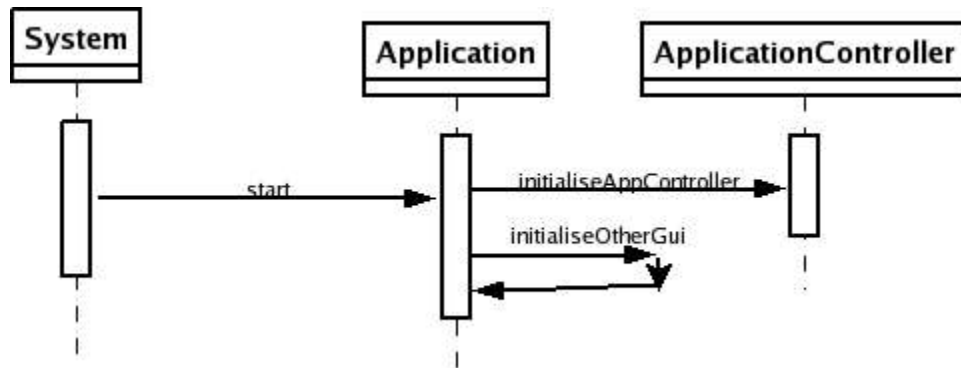 System
Application
ApplicationController
start
initialiseAppController
initialiseOtherGui